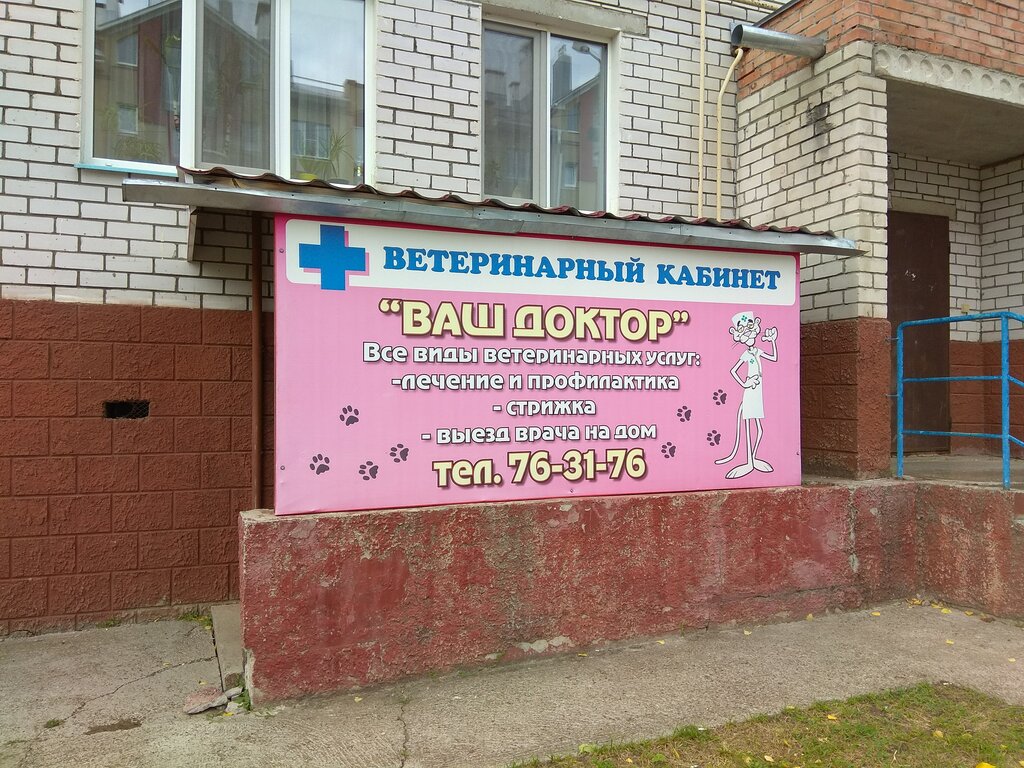 ВЕТЕРИНАРНЫЙ КАБИНЕТ
“ВАШ ДОКТОР”
Все виды ветеринарных услуг:
-лечение и профилактика
- стрижка
- выезд врача на дом
тел. 76-31-76